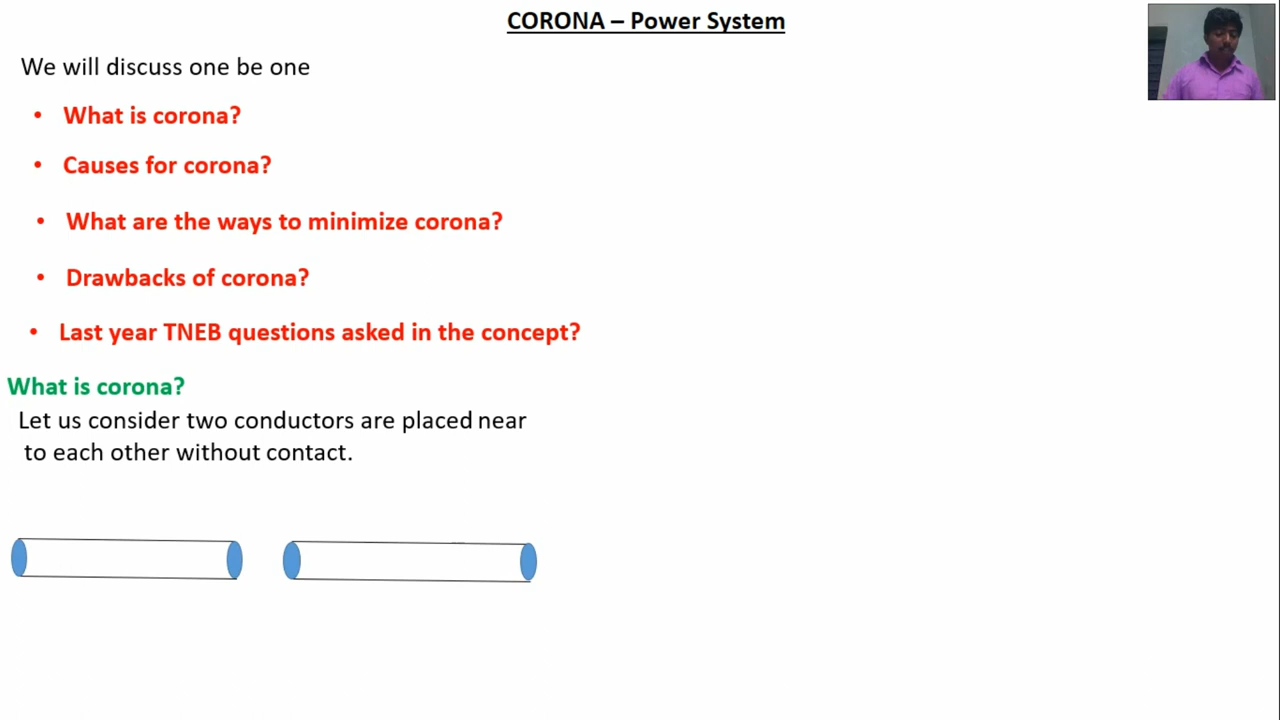 CORONA – Power System
We will discuss one be one
• What is corona?
• Causes for corona?
• What are the ways to minimize corona?
• Drawbacks of corona?
• Last year TNEB questions asked in the concept?
What is corona?
Let us consider two conductors are placed near
to each other without contact.